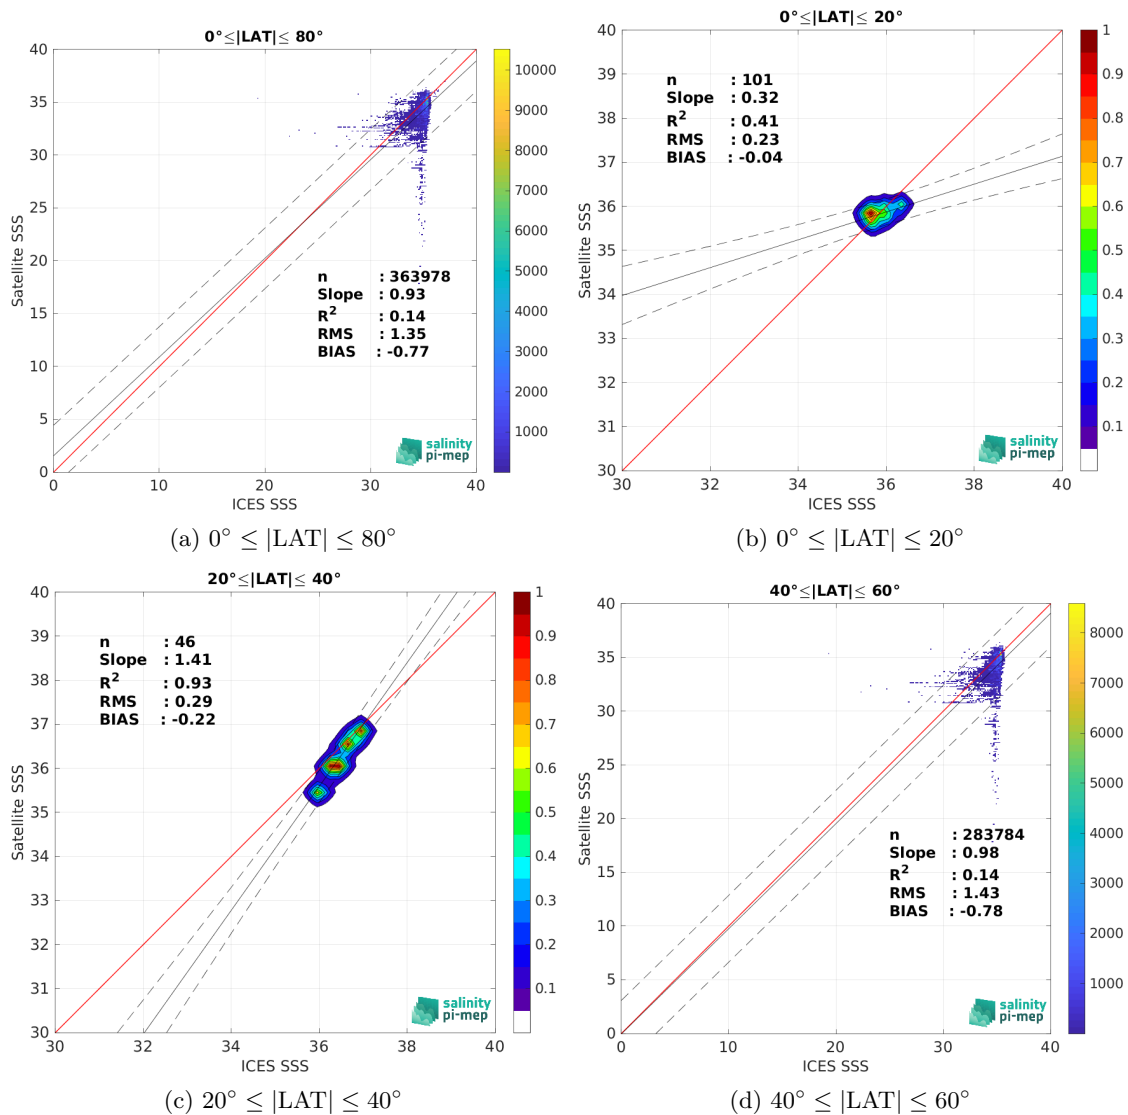 0°≤|LAT|≤ 80°
40
35
30
25
20
15
10
5
0
0
10
20
30
40
Satellite SSS
ICES SSS
n : 363978
Slope : 0.93
R² : 0.14
RMS : 1.35
BIAS : -0.77
salinity
pi-mep
10000
9000
8000
7000
6000
5000
4000
3000
2000
1000
(a) 0° ≤ |LAT| ≤ 80°
0°≤|LAT|≤ 20°
40
39
38
37
36
35
34
33
32
31
30
30
32
34
36
38
40
Satellite SSS
ICES SSS
n : 101
Slope : 0.32
R² : 0.41
RMS : 0.23
BIAS : -0.04
salinity
pi-mep
1
0.9
0.8
0.7
0.6
0.5
0.4
0.3
0.2
0.1
(b) 0° ≤ |LAT| ≤ 20°
20°≤|LAT|≤ 40°
40
39
38
37
36
35
34
33
32
31
30
30
32
34
36
38
40
Satellite SSS
ICES SSS
n : 46
Slope : 1.41
R² : 0.93
RMS : 0.29
BIAS : -0.22
salinity
pi-mep
1
0.9
0.8
0.7
0.6
0.5
0.4
0.3
0.2
0.1
(c) 20° ≤ |LAT| ≤ 40°
40°≤|LAT|≤ 60°
40
35
30
25
20
15
10
5
0
0
10
20
30
40
Satellite SSS
ICES SSS
n : 283784
Slope : 0.98
R² : 0.14
RMS : 1.43
BIAS : -0.78
salinity
pi-mep
8000
7000
6000
5000
4000
3000
2000
1000
(d) 40° ≤ |LAT| ≤ 60°